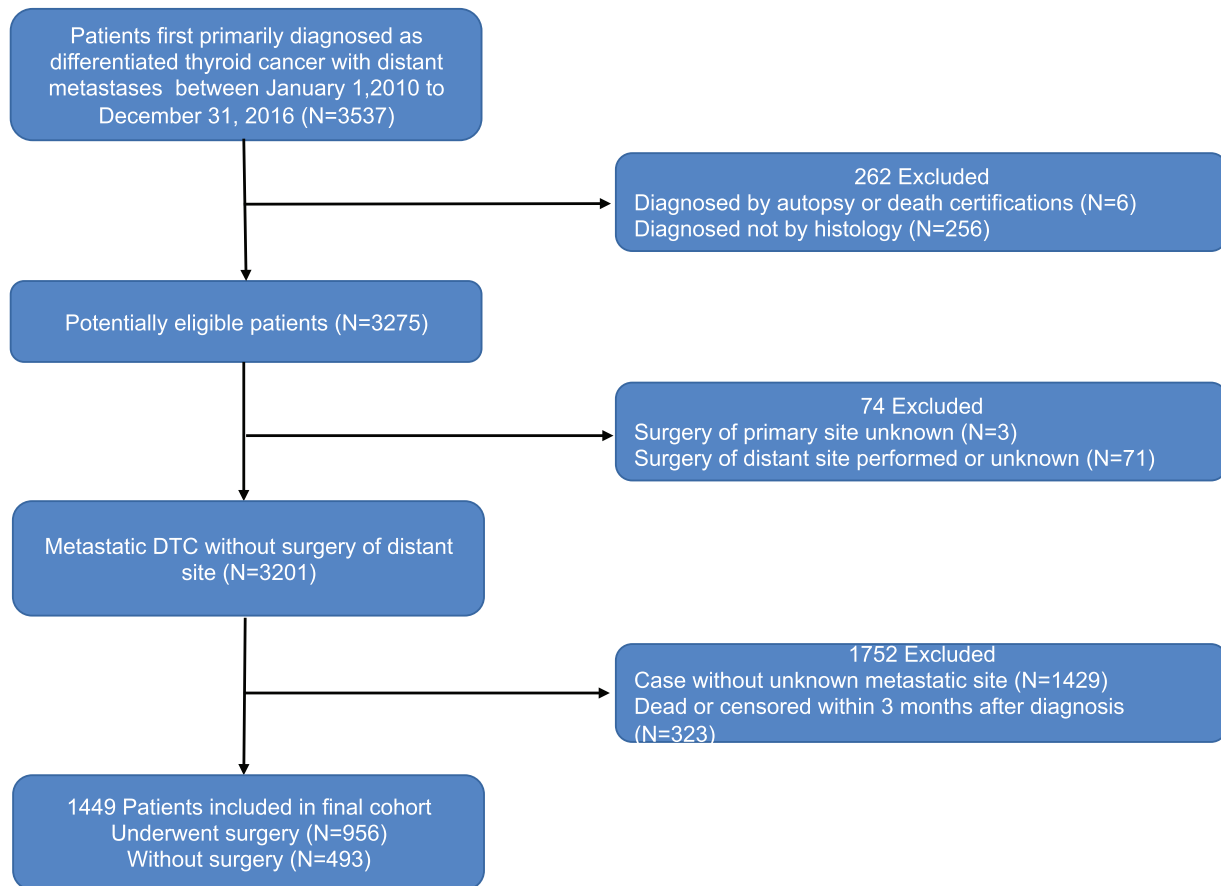 Patients first primarily diagnosed as
differentiated thyroid cancer with distant
metastases between January 1,2010 to
December 31, 2016 (N=3537)
262 Excluded
Diagnosed by autopsy or death certifications (N=6)
Diagnosed not by histology (N=256)
Potentially eligible patients (N=3275)
74 Excluded
Surgery of primary site unknown (N=3)
Surgery of distant site performed or unknown (N=71)
Metastatic DTC without surgery of distant
site (N=3201)
1752 Excluded
Case without unknown metastatic site (N=1429)
Dead or censored within 3 months after diagnosis
(N=323)
1449 Patients included in final cohort
Underwent surgery (N=956)
Without surgery (N=493)